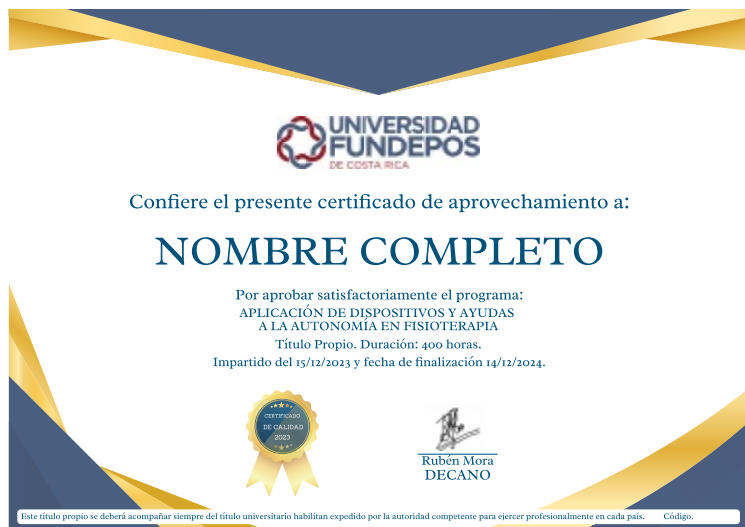 UNIVERSIDAD
FUNDEPOS
DE COSTA RICA
Confiere el presente certificado de aprovechamiento a:
NOMBRE COMPLETO
Por aprobar satisfactoriamente el programa:
APLICACIÓN DE DISPOSITIVOS Y AYUDAS
A LA AUTONOMÍA EN FISIOTERAPIA
Título Propio. Duración: 400 horas.
Impartido del 15/12/2023 y fecha de finalización 14/12/2024.
CERTIFICADO
DE CALIDAD
2023
Rubén Mora
DECANO
Este título propio se deberá acompañar siempre del título universitario habilitan expedido por la autoridad competente para ejercer profesionalmente en cada país. Código.